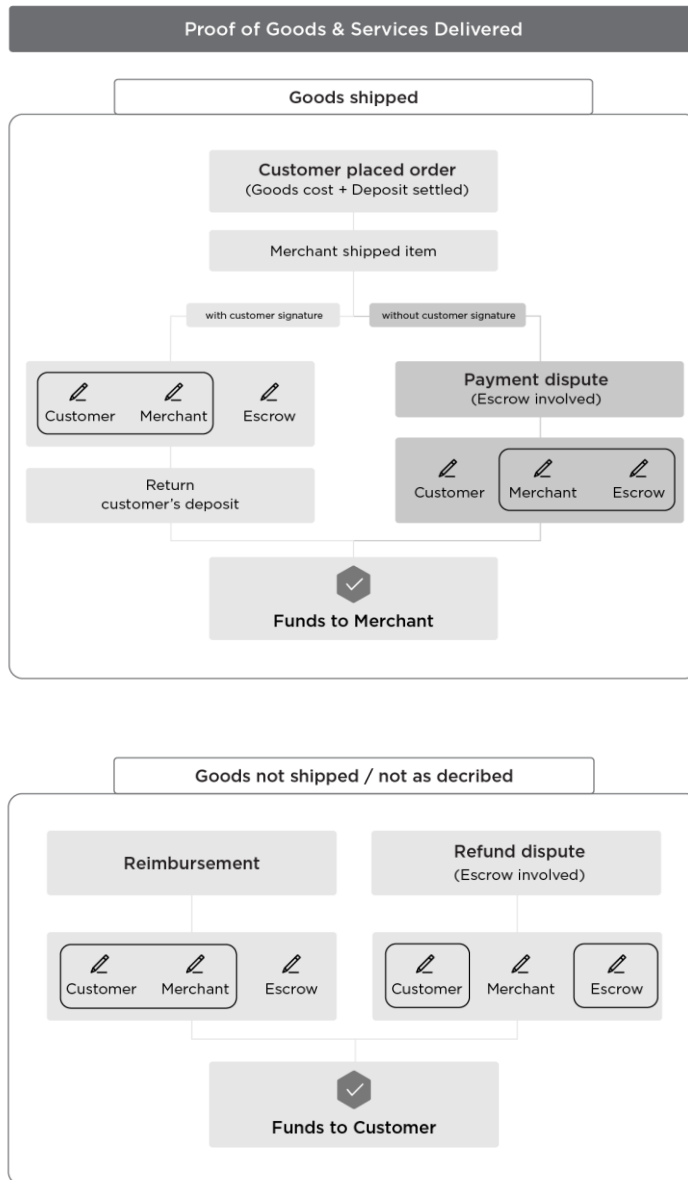 Proof of Goods & Services Delivered
Goods shipped
Customer placed order
(Goods cost + Deposit settled)
Merchant shipped item
with customer signature
without customer signature
Customer Merchant Escrow
Return
customer's deposit
Payment dispute
(Escrow involved)
Customer Merchant Escrow
Funds to Merchant
Goods not shipped / not as decribed
Reimbursement
Customer Merchant Escrow
Refund dispute
(Escrow involved)
Customer Merchant Escrow
Funds to Customer